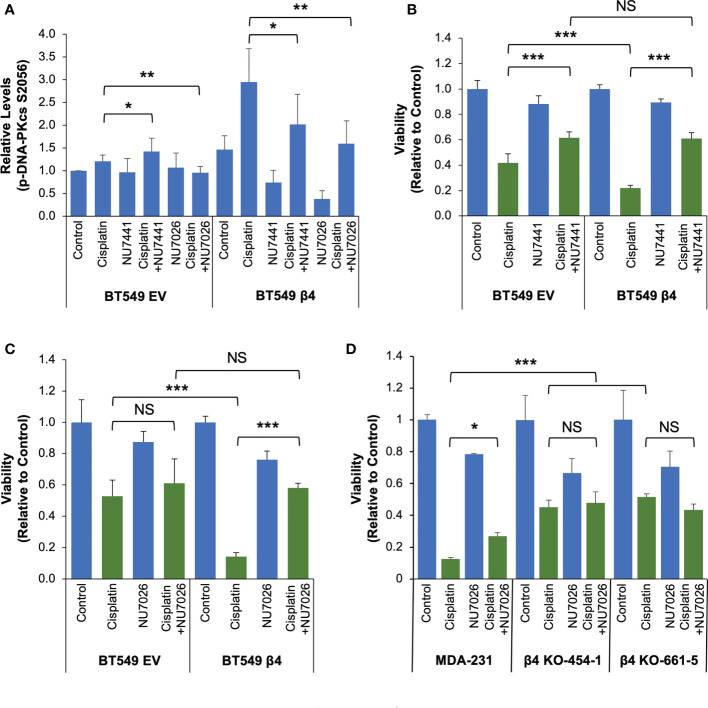 A
Relative Levels
(p-DNA-PKcs S2056)
4.0
3.5
3.0
2.5
2.0
1.5
1.0
0.5
0.0
*
**
*
**
Control
Cisplatin
NU7441
Cisplatin
+NU7441
NU7026
Cisplatin
+NU7026
Control
Cisplatin
NU7441
Cisplatin
+NU7441
NU7026
Cisplatin
+NU7026
BT549 EV
BT549 β4
B
Viability
(Relative to Control)
1.4
1.2
1.0
0.8
0.6
0.4
0.2
0.0
NS
***
***
***
Control
Cisplatin
NU7441
Cisplatin
+NU7441
Control
Cisplatin
NU7441
Cisplatin
+NU7441
BT549 EV
BT549 β4
C
Viability
(Relative to Control)
1.4
1.2
1.0
0.8
0.6
0.4
0.2
0.0
NS
***
NS
***
Control
Cisplatin
NU7026
Cisplatin
+NU7026
Control
Cisplatin
NU7026
Cisplatin
+NU7026
BT549 EV
BT549 β4
D
Viability
(Relative to Control)
1.4
1.2
1
0.8
0.6
0.4
0.2
0
***
*
NS
NS
Control
Cisplatin
NU7026
Cisplatin
+NU7026
Control
Cisplatin
NU7026
Cisplatin
+NU7026
Control
Cisplatin
NU7026
Cisplatin
+NU7026
MDA-231
β4 KO-454-1
β4 KO-661-5